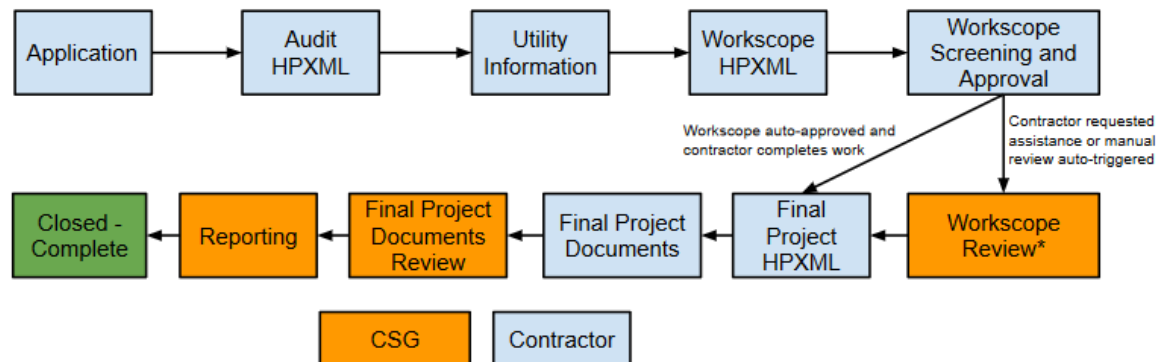 Application
Audit
HPXML
Utility
Information
Workscope
HPXML
Workscope
Screening and
Approval
Workscope auto-approved and
contractor completes work
Contractor requested
assistance or manual
review auto-triggered
Closed -
Complete
Reporting
Final Project
Documents
Review
Final Project
Documents
Final
Project
HPXML
Workscope
Review*
CSG
Contractor